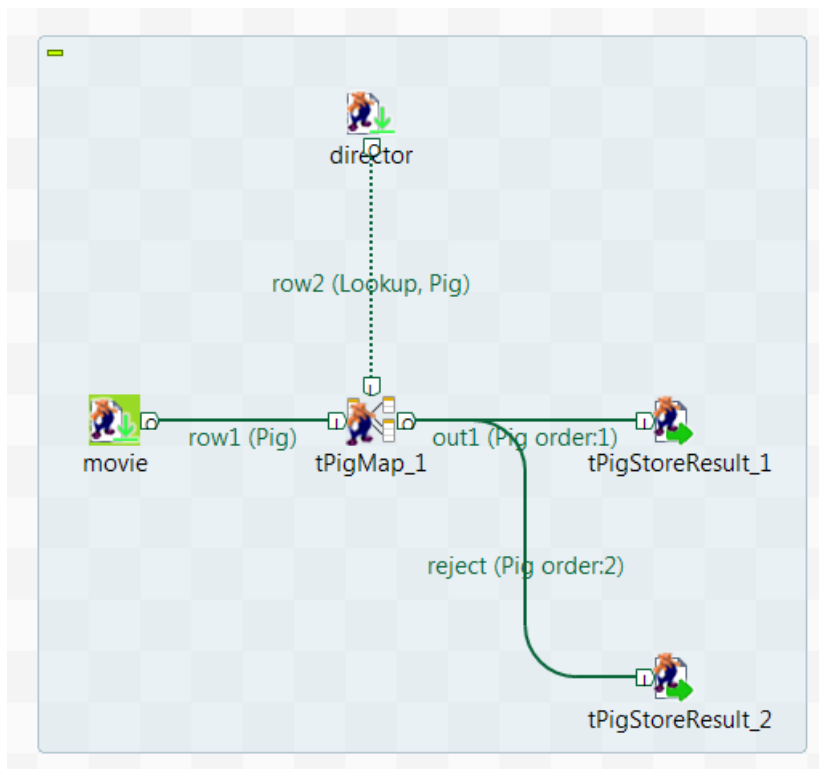 director
row2 (Lookup, Pig)
row1 (Pig)
out1 (Pig order:1)
movie
tPigMap_1
tPigStoreResult_1
reject (Pig order:2)
tPigStoreResult_2